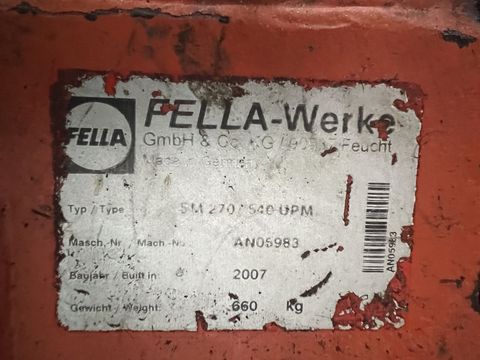 FELLA
FELLA-Werke
GmbH & Co. KG / Feucht
Made in Germany
Typ / Type SM 270/ 540 UPM
Masch.-Nr. / Mach.-No. AN05983
Baujahr / Built in 2007
Gewicht / Weight: 660 kg
AN05983